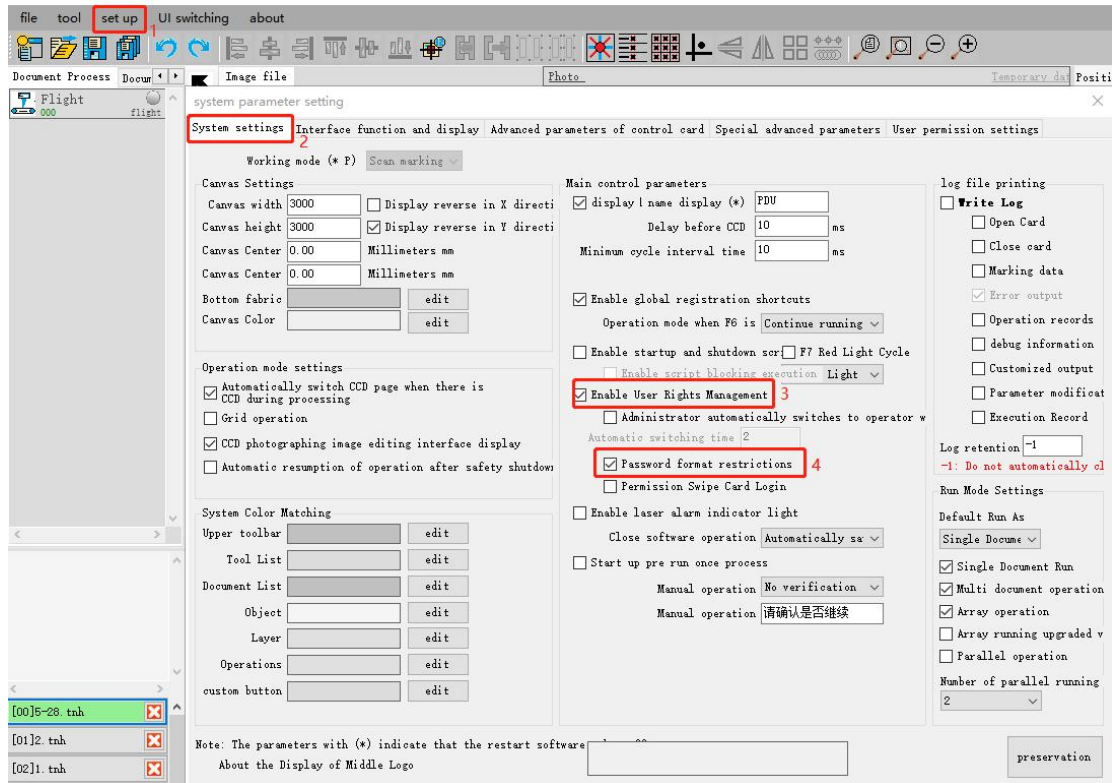 file tool set up UI switching about
1
Document Process Docum Image file Photo_ Temporary dat Positi
Flight
000 flight
system parameter setting
System settings Interface function and display Advanced parameters of control card Special advanced parameters User permission settings
2
Working mode (* P) Scan marking
Canvas Settings
Canvas width 3000 Display reverse in X directi
Canvas height 3000 Display reverse in Y directi
Canvas Center 0.00 Millimeters mm
Canvas Center 0.00 Millimeters mm
Bottom fabric edit
Canvas Color edit
Operation mode settings
Automatically switch CCD page when there is
CCD during processing
Grid operation
CCD photographing image editing interface display
Automatic resumption of operation after safety shutdown
System Color Matching
Upper toolbar edit
Tool List edit
Document List edit
Object edit
Layer edit
Operations edit
custom button edit
Main control parameters
display l name display (*) PDU
Delay before CCD 10 ms
Minimum cycle interval time 10 ms
Enable global registration shortcuts
Operation mode when F6 is Continue running
Enable startup and shutdown scr F7 Red Light Cycle
Enable script blocking execution Light
Enable User Rights Management 3
Administrator automatically switches to operator w
Automatic switching time 2
Password format restrictions 4
Permission Swipe Card Login
Enable laser alarm indicator light
Close software operation Automatically sa
Start up pre run once process
Manual operation No verification
Manual operation 请确认是否继续
log file printing
Write Log
Open Card
Close card
Marking data
Error output
Operation records
debug information
Customized output
Parameter modificat
Execution Record
Log retention -1
-1: Do not automatically cl
Run Mode Settings
Default Run As
Single Docume
Single Document Run
Multi document operation
Array operation
Array running upgraded v
Parallel operation
Number of parallel running
2
[00]5-28.tnh
[01]2.tnh
[02]1.tnh
Note: The parameters with (*) indicate that the restart software
About the Display of Middle Logo
preservation